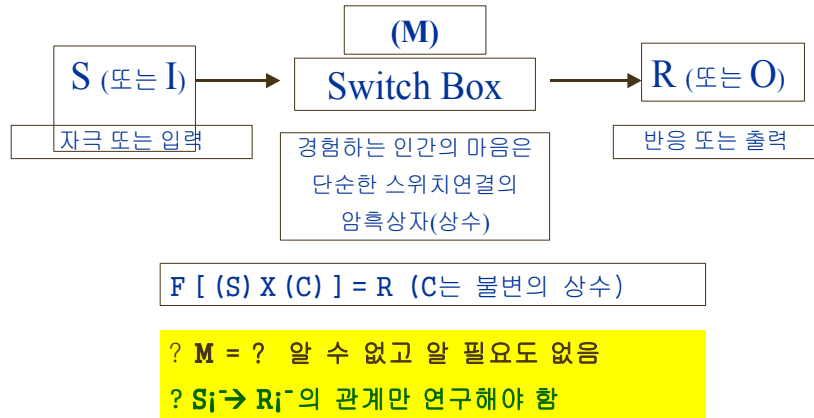 (M)
S (또는 I)
Switch Box
R (또는 O)
자극 또는 입력
경험하는 인간의 마음은
단순한 스위치연결의
암흑상자(상수)
반응 또는 출력
F [ (S) X (C) ] = R (C는 불변의 상수)
? M = ? 알 수 없고 알 필요도 없음
? Si⁻→ Ri⁻의 관계만 연구해야 함